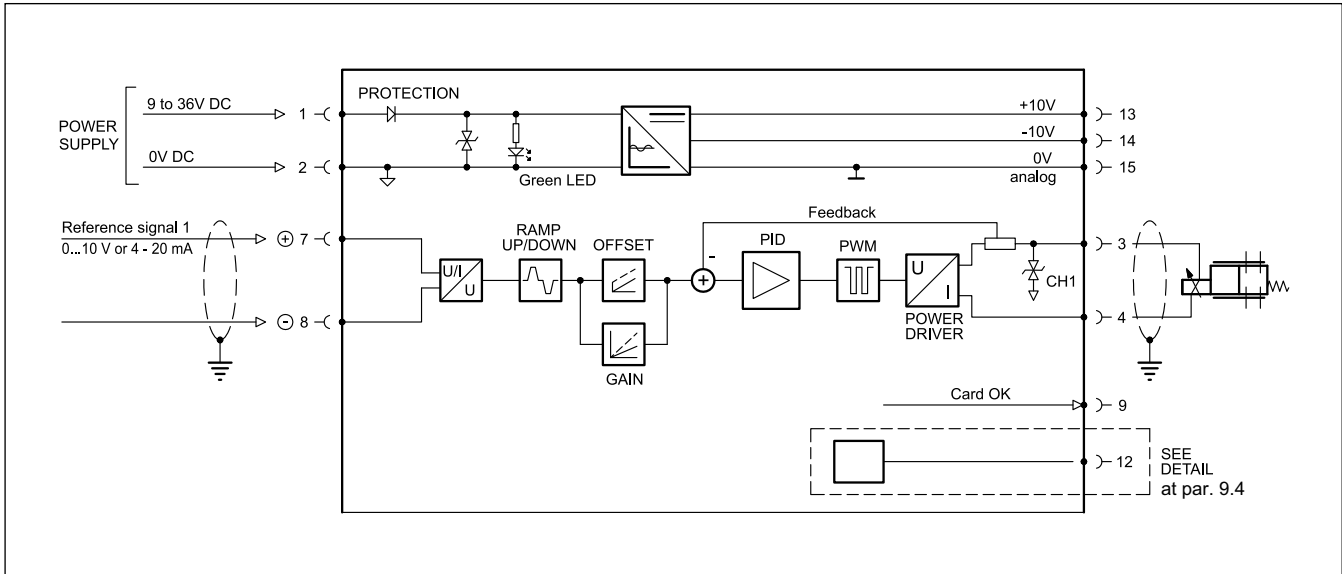 POWER
SUPPLY
9 to 36V DC
1
0V DC
2
PROTECTION
Green LED
+10V
13
-10V
14
0V
analog
15
Reference signal 1
0...10 V or 4 - 20 mA
+ 7
- 8
U/I
U
RAMP
UP/DOWN
OFFSET
GAIN
Feedback
-
+
PID
PWM
U
I
POWER
DRIVER
CH1
3
4
Card OK
9
12
SEE
DETAIL
at par. 9.4